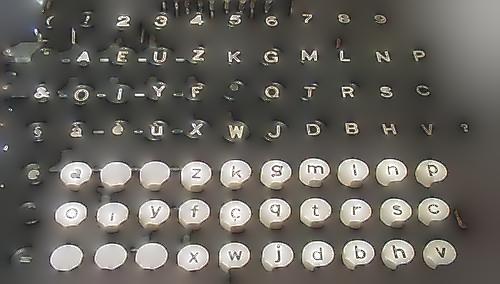 2 3 4 5 6 7 8 9
A E U Z K G M L N P
& O I Y F Q T R S C
§ a u X W J D B H V ?
a z k g m l n p
o i y f c q t r s c
x w j d b h v